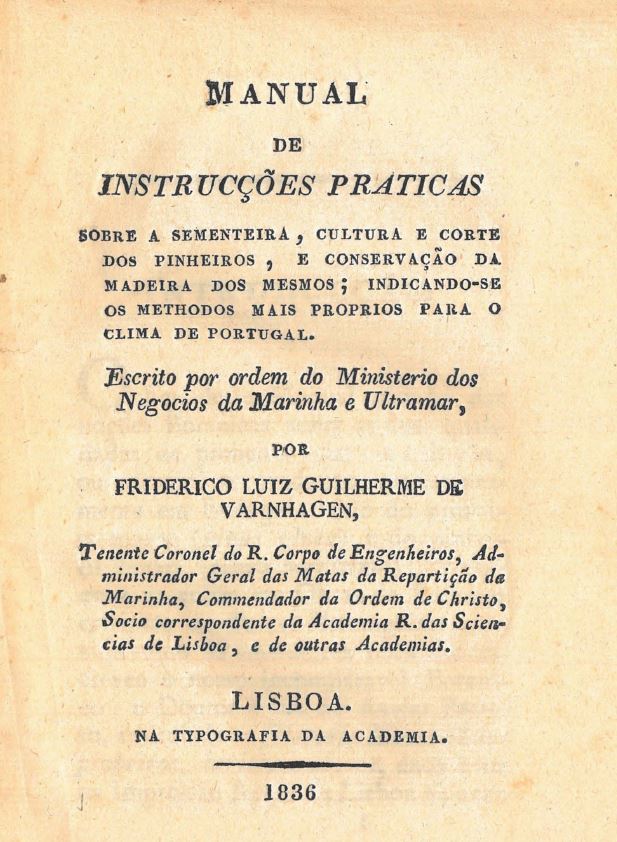 MANUAL
DE
INSTRUCÇÕES PRATICAS
SOBRE A SEMENTEIRA, CULTURA E CORTE
DOS PINHEIROS, E CONSERVAÇÃO DA
MADEIRA DOS MESMOS; INDICANDO-SE
OS METHODOS MAIS PROPRIOS PARA O
CLIMA DE PORTUGAL.
Escrito por ordem do Ministerio dos
Negocios da Marinha e Ultramar,
POR
FRIDERICO LUIZ GUILHERME DE
VARNHAGEN,
Tenente Coronel do R. Corpo de Engenheiros, Ad-
ministrador Geral das Matas da Repartição da
Marinha, Commendador da Ordem de Christo,
Socio correspondente da Academia R. das Scien-
cias de Lisboa, e de outras Academias.
LISBOA.
NA TYPOGRAFIA DA ACADEMIA.
1836